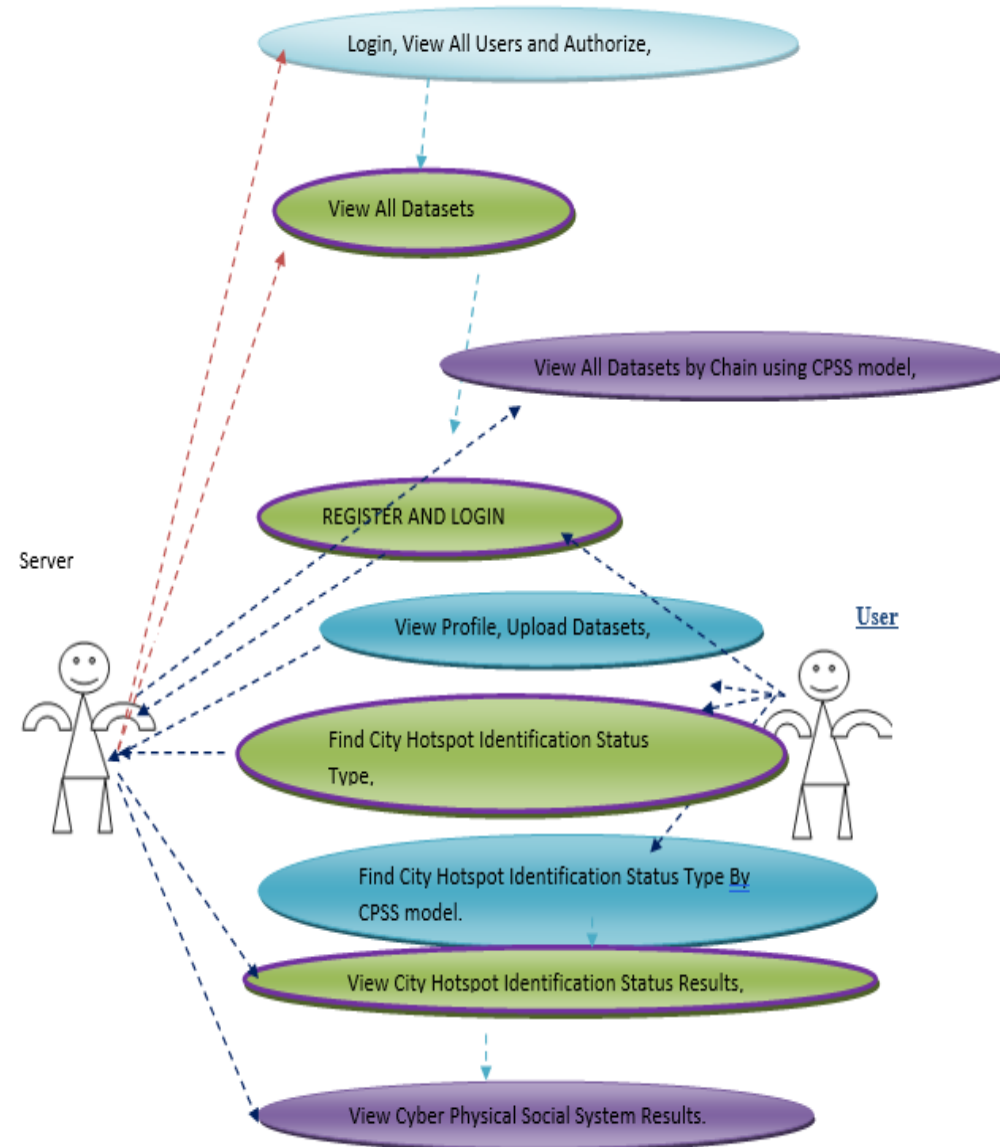 Login, View All Users and Authorize,
View All Datasets
View All Datasets by Chain using CPSS model,
REGISTER AND LOGIN
Server
View Profile, Upload Datasets,
User
Find City Hotspot Identification Status
Type,
Find City Hotspot Identification Status Type By
CPSS model.
View City Hotspot Identification Status Results,
View Cyber Physical Social System Results.